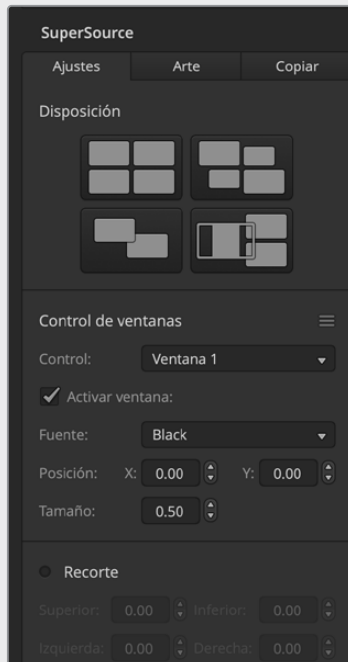 SuperSource
Ajustes Arte Copiar
Disposición
Control de ventanas
Control: Ventana 1
Activar ventana:
Fuente: Black
Posición: X: 0.00 Y: 0.00
Tamaño: 0.50
Recorte
Superior: 0.00 Inferior: 0.00
Izquierda: 0.00 Derecha: 0.00